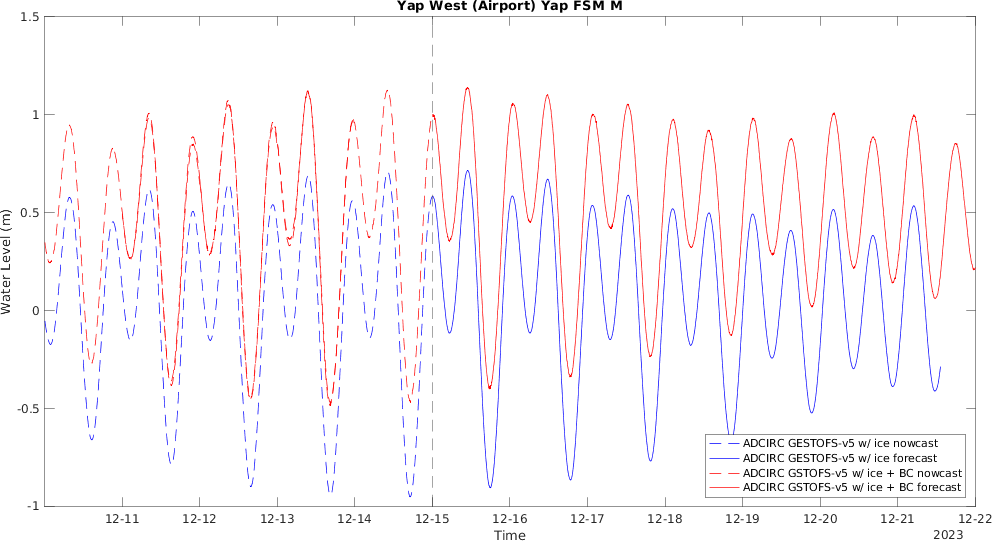 Yap West (Airport) Yap FSM M
Water Level (m)
1.5
1
0.5
0
-0.5
-1
ADCIRC GESTOFS-v5 w/ ice nowcast
ADCIRC GESTOFS-v5 w/ ice forecast
ADCIRC GSTOFS-v5 w/ ice + BC nowcast
ADCIRC GSTOFS-v5 w/ ice + BC forecast
12-11 12-12 12-13 12-14 12-15 12-16 12-17 12-18 12-19 12-20 12-21 12-22
Time
2023